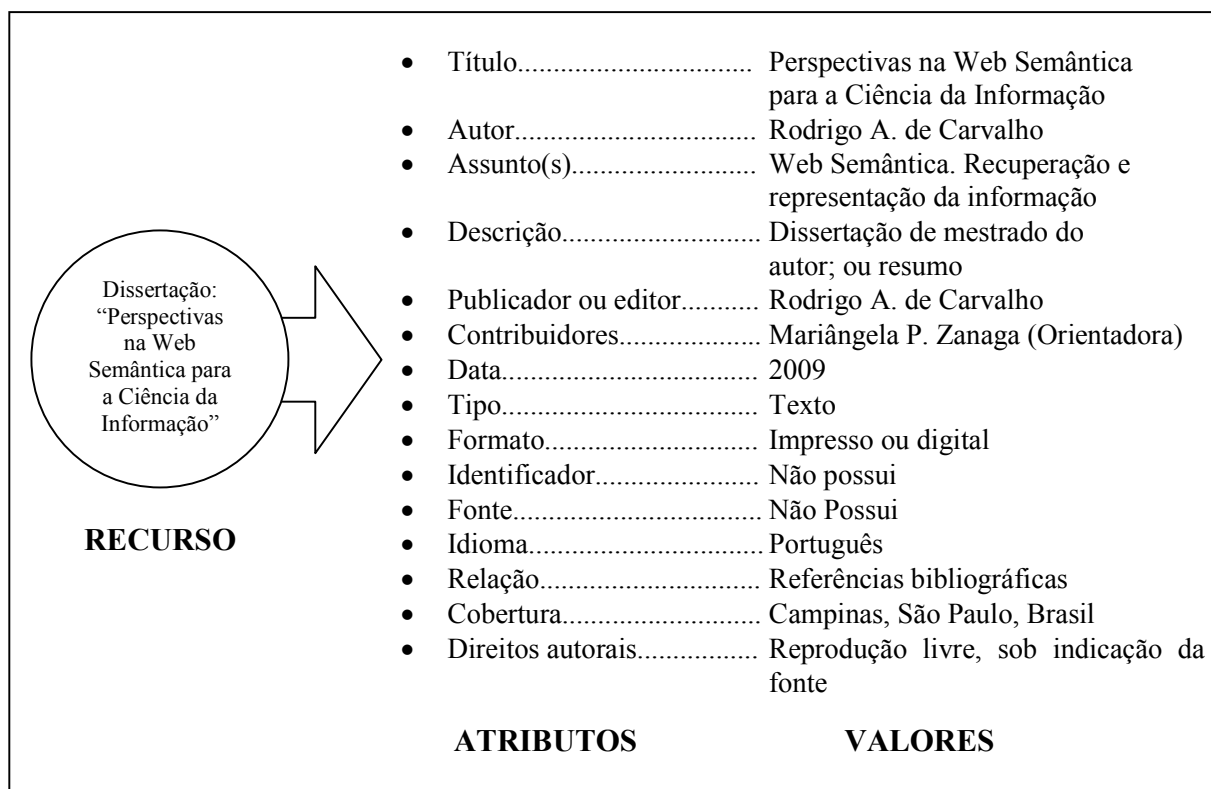 • Título.............................. Perspectivas na Web Semântica
para a Ciência da Informação
• Autor............................... Rodrigo A. de Carvalho
• Assunto(s)........................ Web Semântica. Recuperação e
representação da informação
• Descrição......................... Dissertação de mestrado do
autor; ou resumo
• Publicador ou editor........... Rodrigo A. de Carvalho
• Contribuidores.................. Mariângela P. Zanaga (Orientadora)
• Data................................. 2009
• Tipo................................. Texto
• Formato........................... Impresso ou digital
• Identificador..................... Não possui
• Fonte................................ Não Possui
• Idioma.............................. Português
• Relação............................ Referências bibliográficas
• Cobertura......................... Campinas, São Paulo, Brasil
• Direitos autorais................ Reprodução livre, sob indicação da
fonte
Dissertação:
“Perspectivas
na Web
Semântica para
a Ciência da
Informação”
RECURSO
ATRIBUTOS VALORES